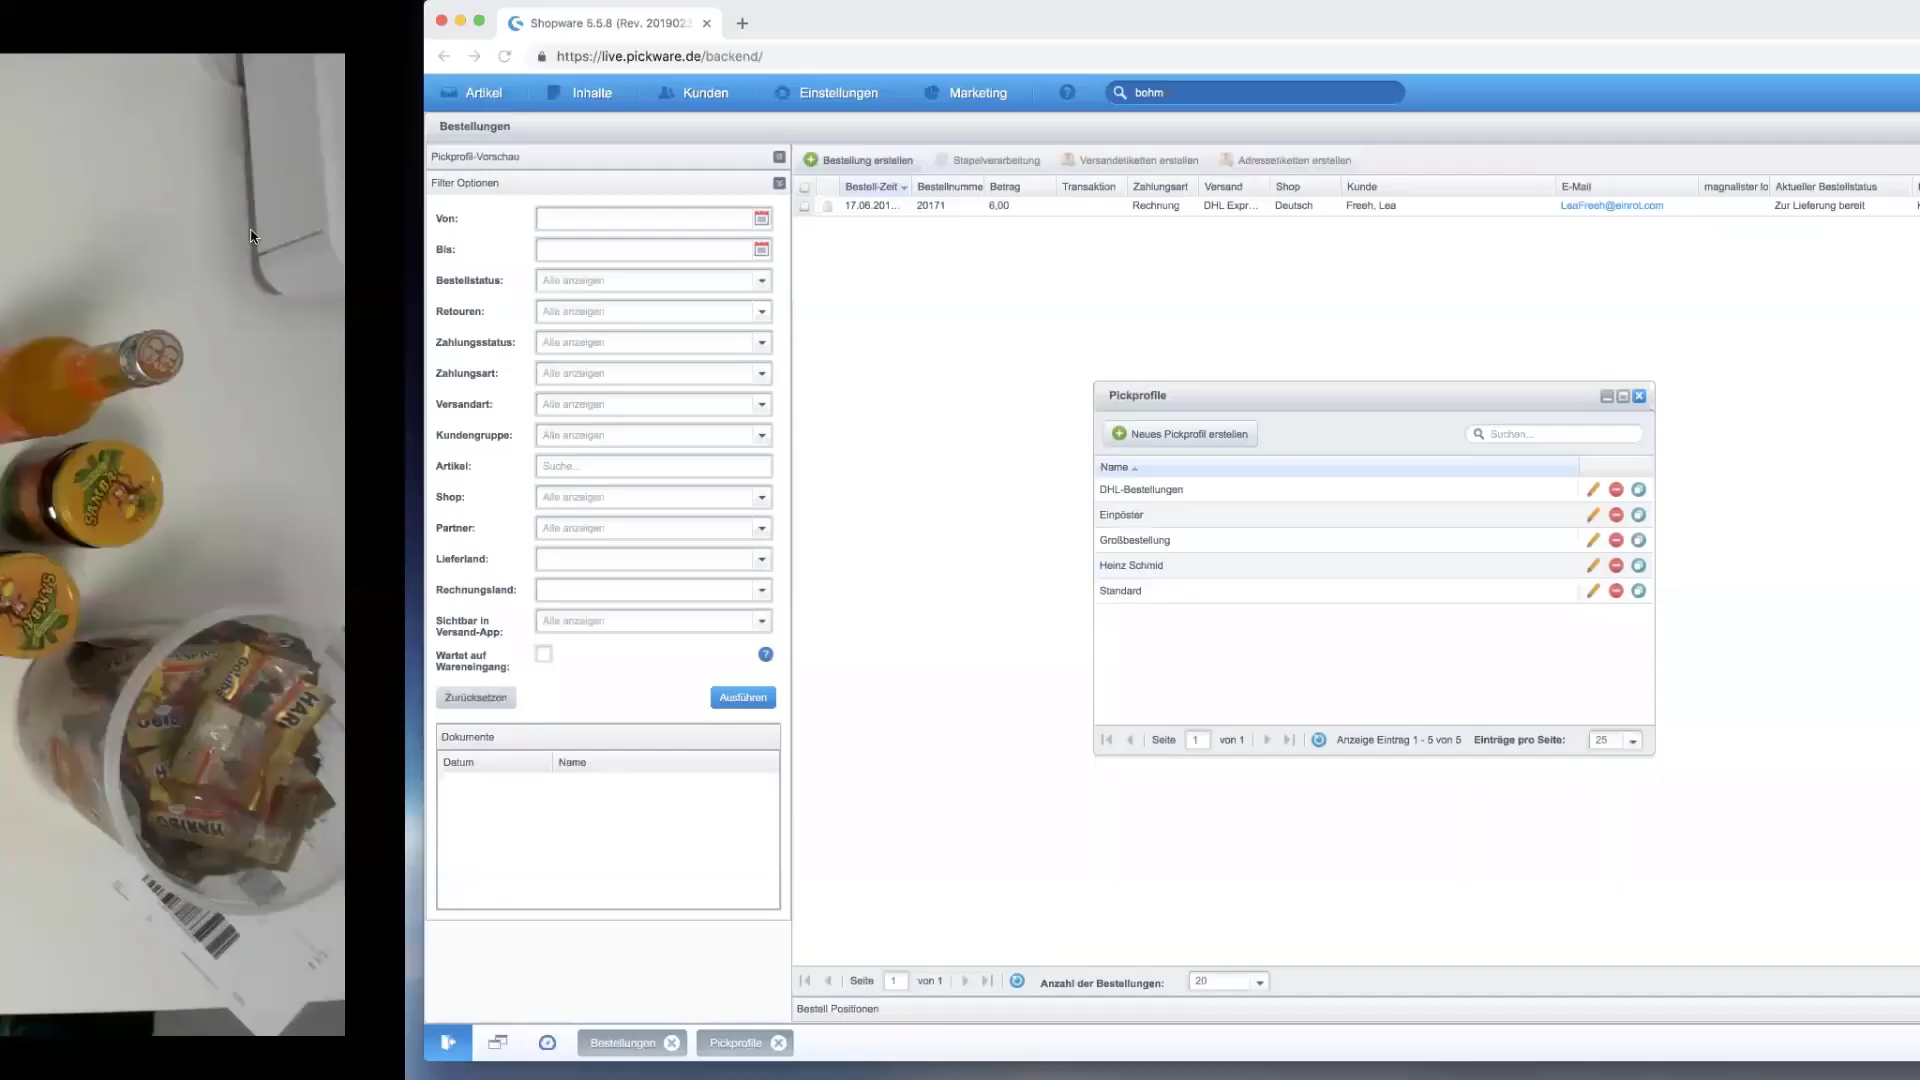 Shopware 5.5.8 (Rev. 2019022
https://live.pickware.de/backend/
Artikel Inhalte Kunden Einstellungen Marketing bohm
Bestellungen
Pickprofil-Vorschau
Filter Optionen
Von:
Bis:
Bestellstatus: Alle anzeigen
Retouren: Alle anzeigen
Zahlungsstatus: Alle anzeigen
Zahlungsart: Alle anzeigen
Versandart: Alle anzeigen
Kundengruppe: Alle anzeigen
Artikel: Suche...
Shop: Alle anzeigen
Partner: Alle anzeigen
Lieferland:
Rechnungsland:
Sichtbar in Versand-App: Alle anzeigen
Wartet auf Wareneingang:
Zurücksetzen Ausführen
Dokumente
Datum Name
Bestellung erstellen Stapelverarbeitung Versandetiketten erstellen Adressetiketten erstellen
Bestell-Zeit Bestellnumme Betrag Transaktion Zahlungsart Versand Shop Kunde E-Mail magnalister lo Aktueller Bestellstatus
17.06.201... 20171 6,00 Rechnung DHL Expr... Deutsch Freeh, Lea LeaFreeh@einrot.com Zur Lieferung bereit
Pickprofile
Neues Pickprofil erstellen Suchen...
Name
DHL-Bestellungen
Einpöster
Großbestellung
Heinz Schmid
Standard
Seite 1 von 1 Anzeige Eintrag 1 - 5 von 5 Einträge pro Seite: 25
Seite 1 von 1 Anzahl der Bestellungen: 20
Bestell Positionen
Bestellungen Pickprofile
SAMBA
SAMBA
HARI